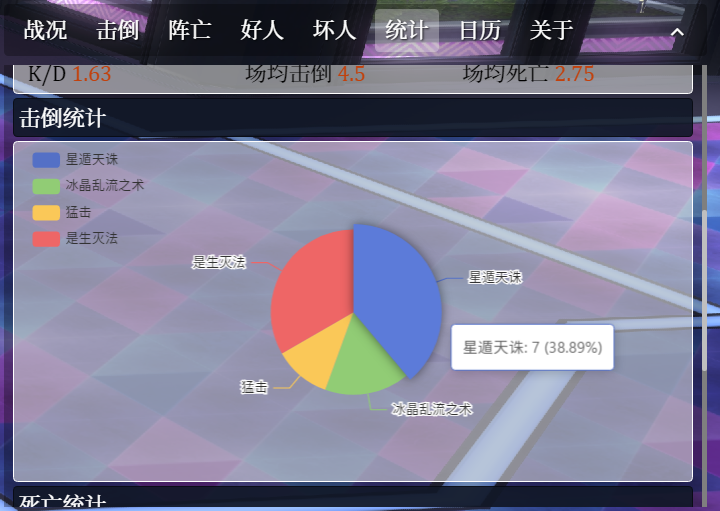 战况 击倒 阵亡 好人 坏人 统计 日历 关于
K/D 1.63 场均击倒 4.5 场均死亡 2.75
击倒统计
星遁天诛
冰晶乱流之术
猛击
是生灭法
是生灭法
星遁天诛
星遁天诛: 7 (38.89%)
猛击
冰晶乱流之术
死亡统计